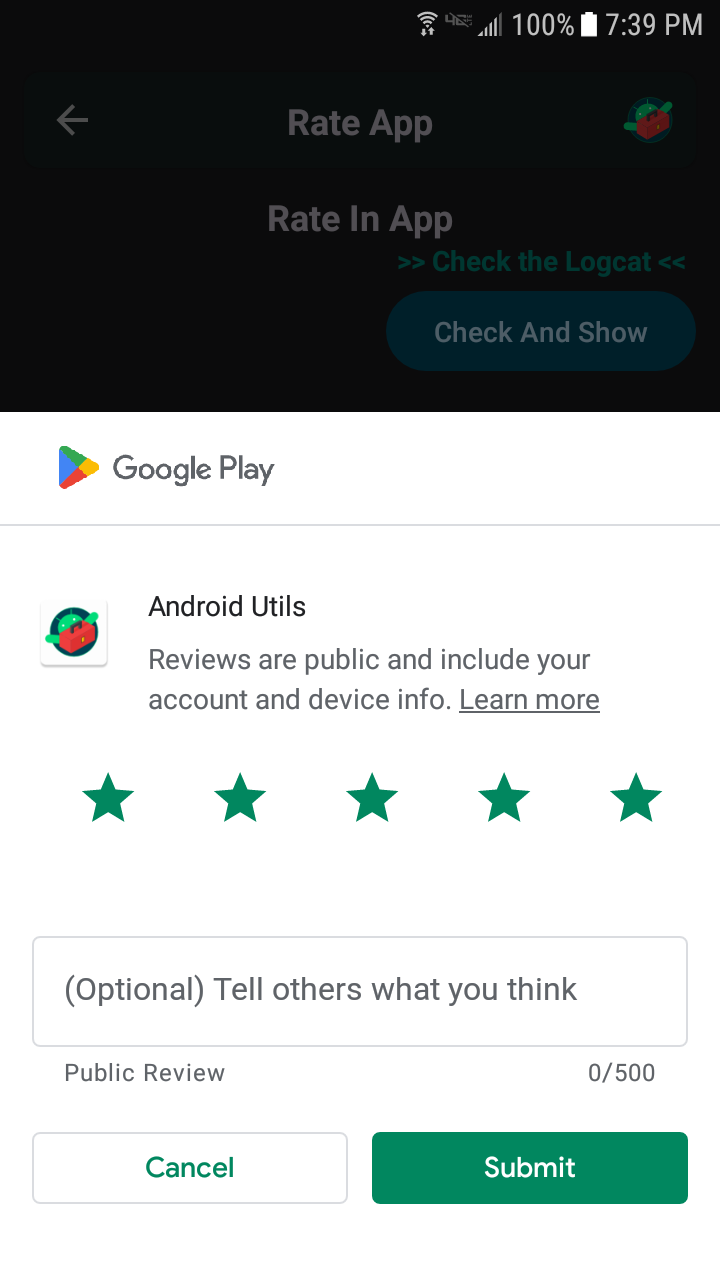 100% 7:39 PM
Rate App
Rate In App
>> Check the Logcat <<
Check And Show
Google Play
Android Utils
Reviews are public and include your
account and device info. Learn more
(Optional) Tell others what you think
Public Review 0/500
Cancel Submit